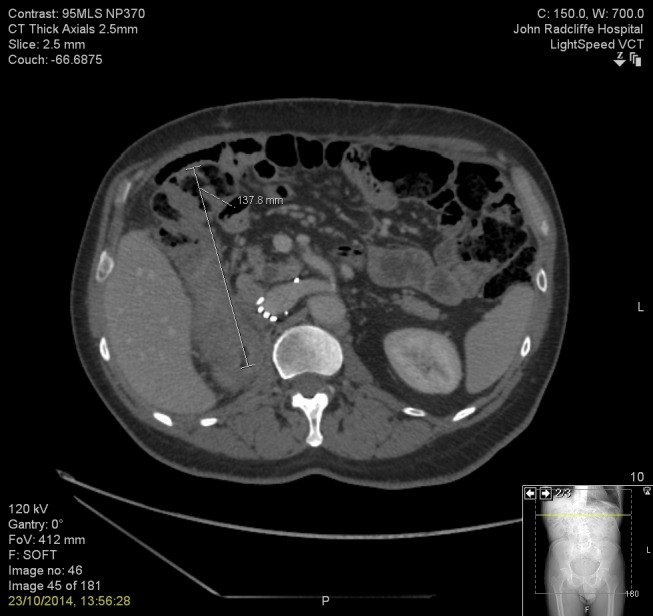 Contrast: 95MLS NP370
CT Thick Axials 2.5mm
Slice: 2.5 mm
Couch: -66.6875
C: 150.0, W: 700.0
John Radcliffe Hospital
LightSpeed VCT
Z
137.8 mm
L
10
2/3
L
180
F
120 kV
Gantry: 0°
FoV: 412 mm
F: SOFT
Image no: 46
Image 45 of 181
23/10/2014, 13:56:28
P